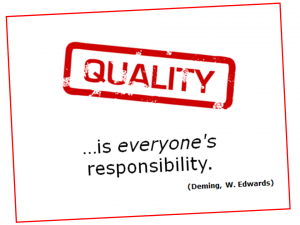 QUALITY
...is everyone's
responsibility.
(Deming, W. Edwards)